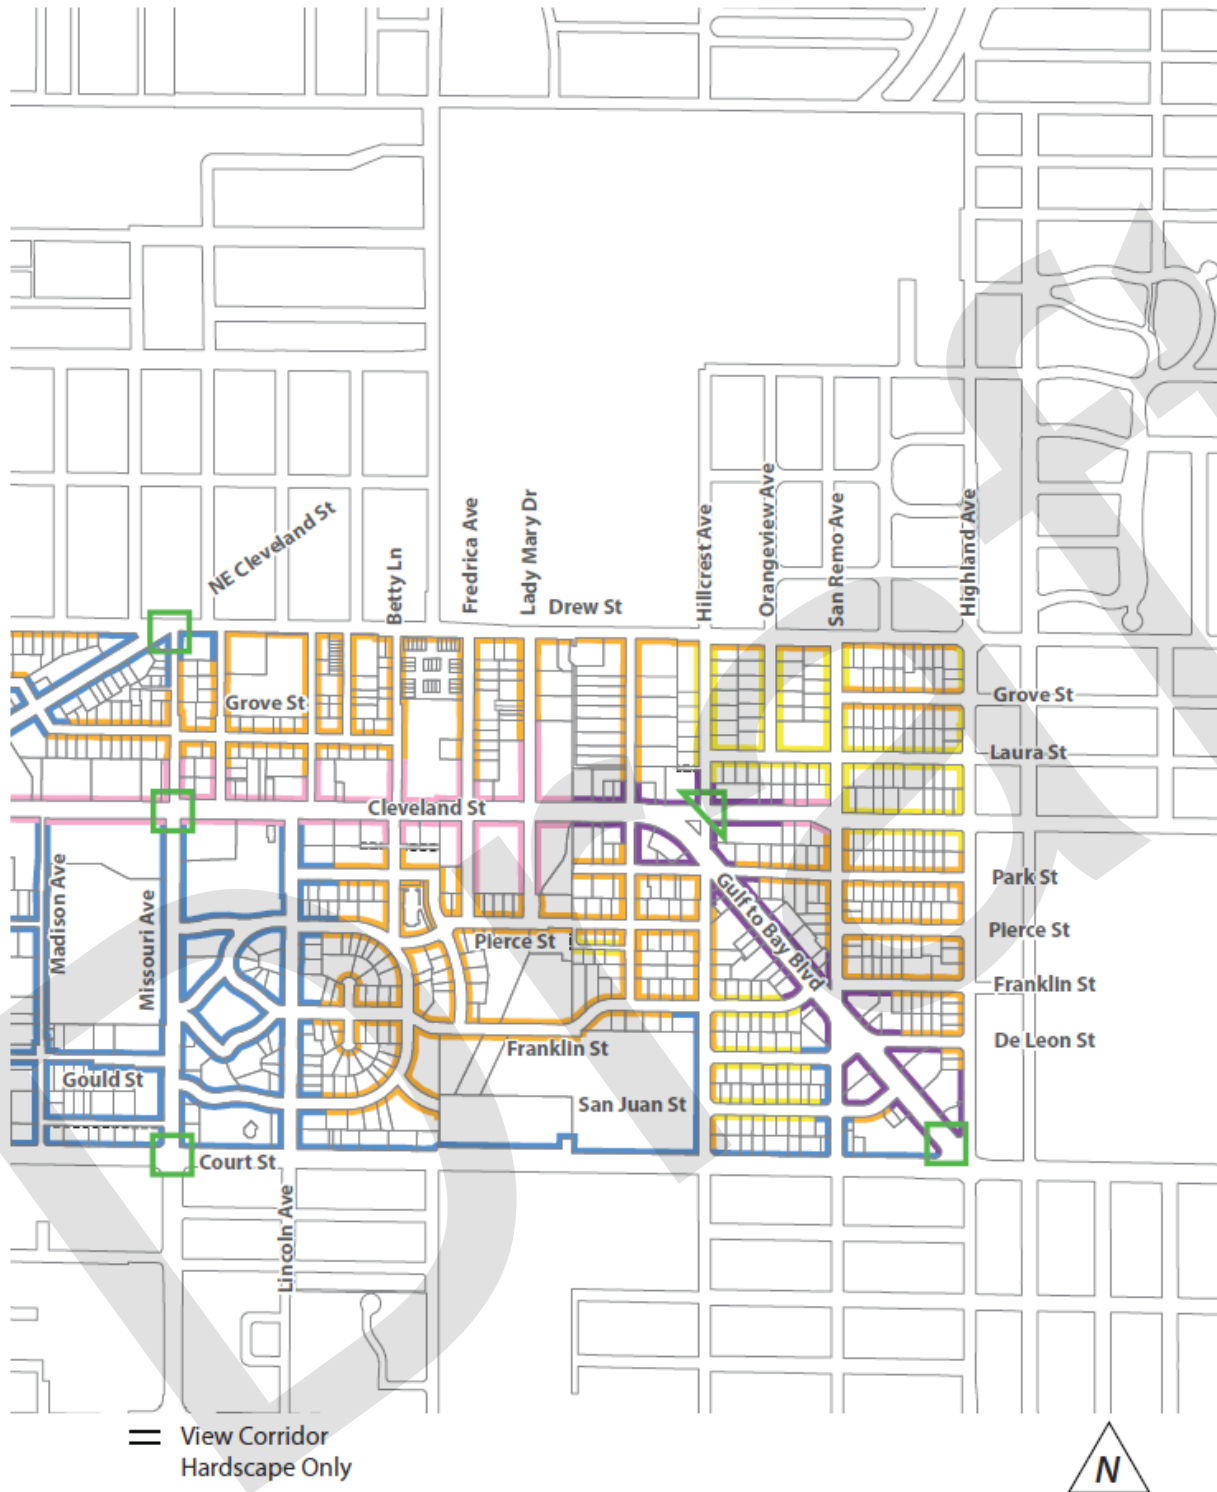 NE Cleveland St
Betty Ln
Fredrica Ave
Lady Mary Dr
Drew St
Hillcrest Ave
Orangeview Ave
San Remo Ave
Highland Ave
Grove St
Grove St
Laura St
Cleveland St
Madison Ave
Missouri Ave
Park St
Gulf to Bay Blvd
Pierce St
Pierce St
Franklin St
Franklin St
De Leon St
Gould St
San Juan St
Court St
Lincoln Ave
View Corridor
Hardscape Only
N
Draft